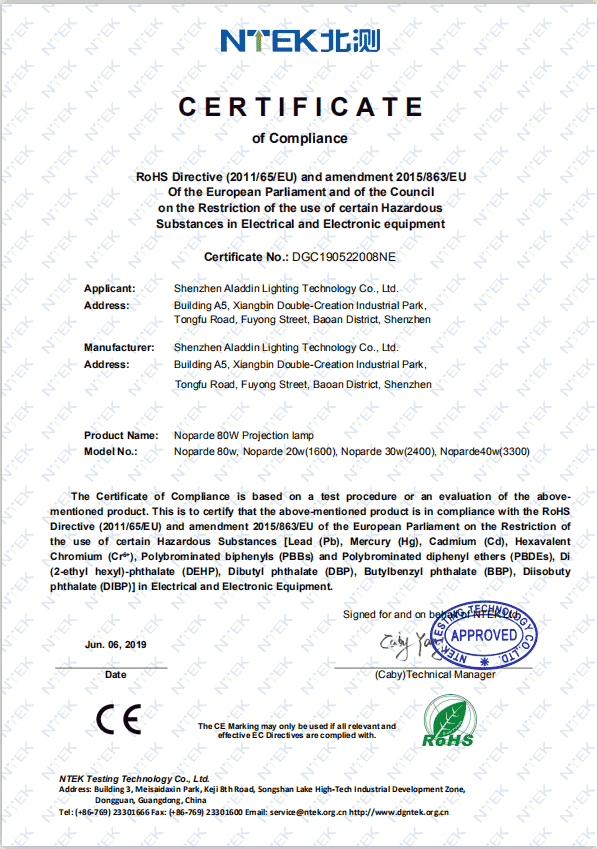 NTEK北测
CERTIFICATE
of Compliance
RoHS Directive (2011/65/EU) and amendment 2015/863/EU
Of the European Parliament and of the Council
on the Restriction of the use of certain Hazardous
Substances in Electrical and Electronic equipment
Certificate No.: DGC190522008NE
Applicant: Shenzhen Aladdin Lighting Technology Co., Ltd.
Address: Building A5, Xiangbin Double-Creation Industrial Park,
Tongfu Road, Fuyong Street, Baoan District, Shenzhen
Manufacturer: Shenzhen Aladdin Lighting Technology Co., Ltd.
Address: Building A5, Xiangbin Double-Creation Industrial Park,
Tongfu Road, Fuyong Street, Baoan District, Shenzhen
Product Name: Noparde 80W Projection lamp
Model No.: Noparde 80w, Noparde 20w(1600), Noparde 30w(2400), Noparde40w(3300)
The Certificate of Compliance is based on a test procedure or an evaluation of the above-
mentioned product. This is to certify that the above-mentioned product is in compliance with the RoHS
Directive (2011/65/EU) and amendment 2015/863/EU of the European Parliament on the Restriction of
the use of certain Hazardous Substances [Lead (Pb), Mercury (Hg), Cadmium (Cd), Hexavalent
Chromium (Cr⁶⁺), Polybrominated biphenyls (PBBs) and Polybrominated diphenyl ethers (PBDEs), Di
(2-ethyl hexyl)-phthalate (DEHP), Dibutyl phthalate (DBP), Butylbenzyl phthalate (BBP), Diisobuty
phthalate (DIBP)] in Electrical and Electronic Equipment.
Signed for and on behalf of NTEK Ltd
NTEK TESTING TECHNOLOGY CO., LTD.
APPROVED
Caby Yang
Jun. 06, 2019
Date
(Caby)Technical Manager
CE
The CE Marking may only be used if all relevant and
effective EC Directives are complied with.
RoHS
NTEK Testing Technology Co., Ltd.
Address: Building 3, Meisaidaxin Park, Keji 8th Road, Songshan Lake High-Tech Industrial Development Zone,
Dongguan, Guangdong, China
Tel: (+86-769) 23301666 Fax: (+86-769) 23301600 Email: service@ntek.org.cn http://www.dgntek.org.cn